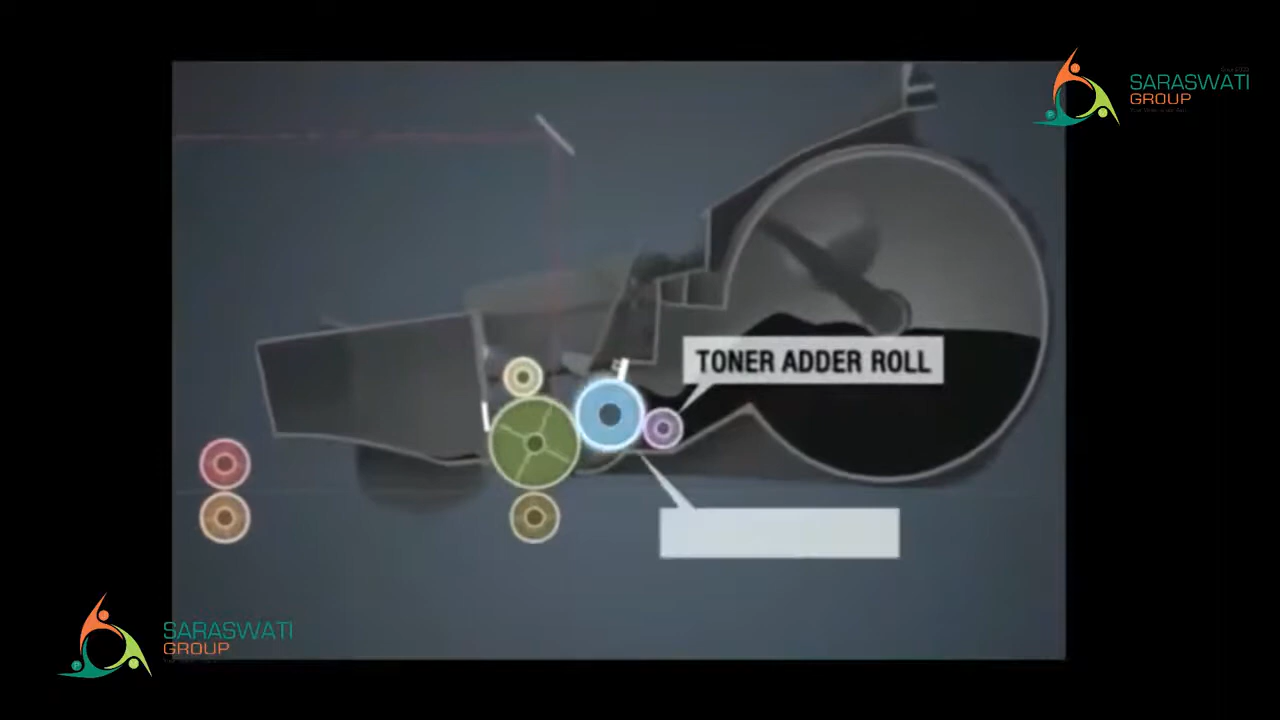 SARASWATI
GROUP
TONER ADDER ROLL
SARASWATI
GROUP